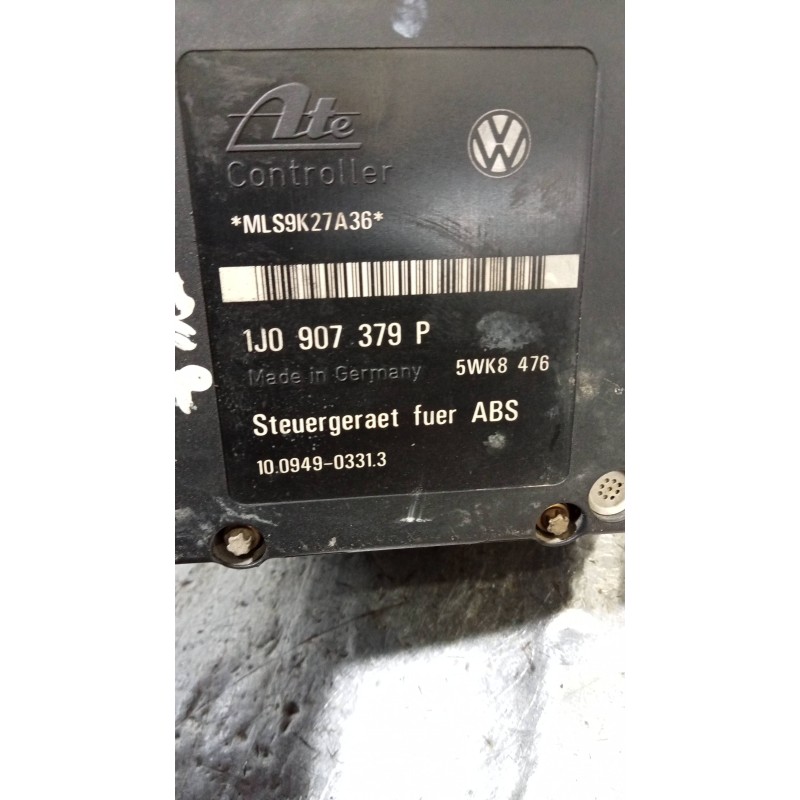 Ate
Controller
*MLS9K27A36*
1J0 907 379 P
Made in Germany 5WK8 476
Steuergeraet fuer ABS
10.0949-0331.3